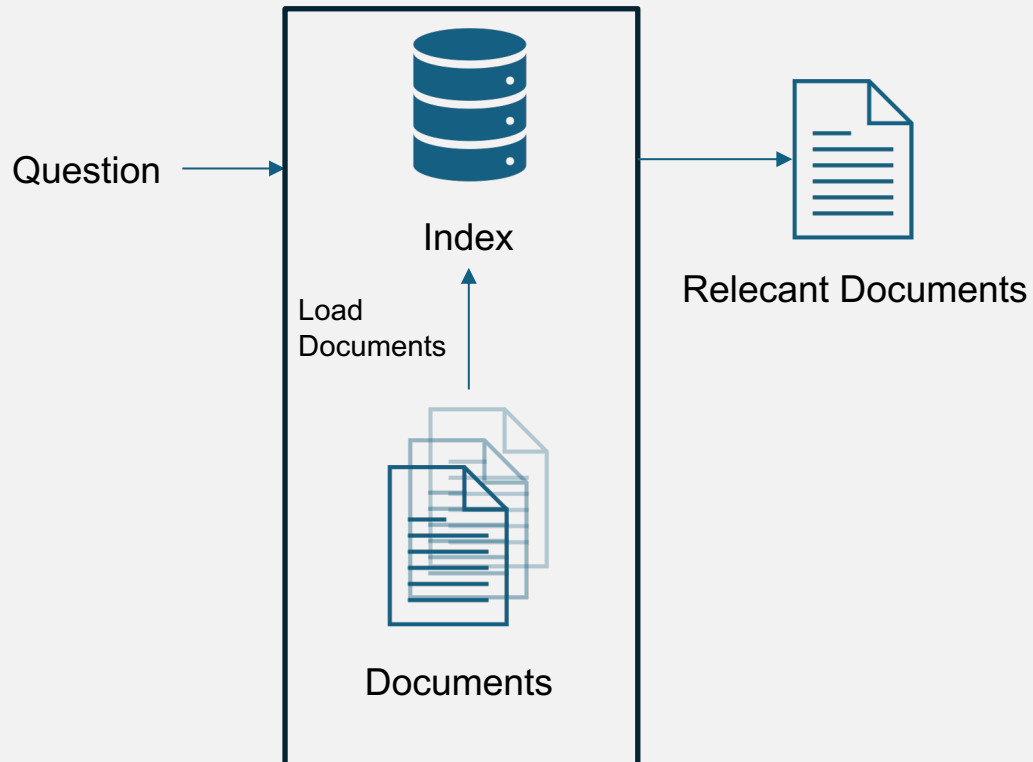 Question
Index
Load
Documents
Relecant Documents
Documents